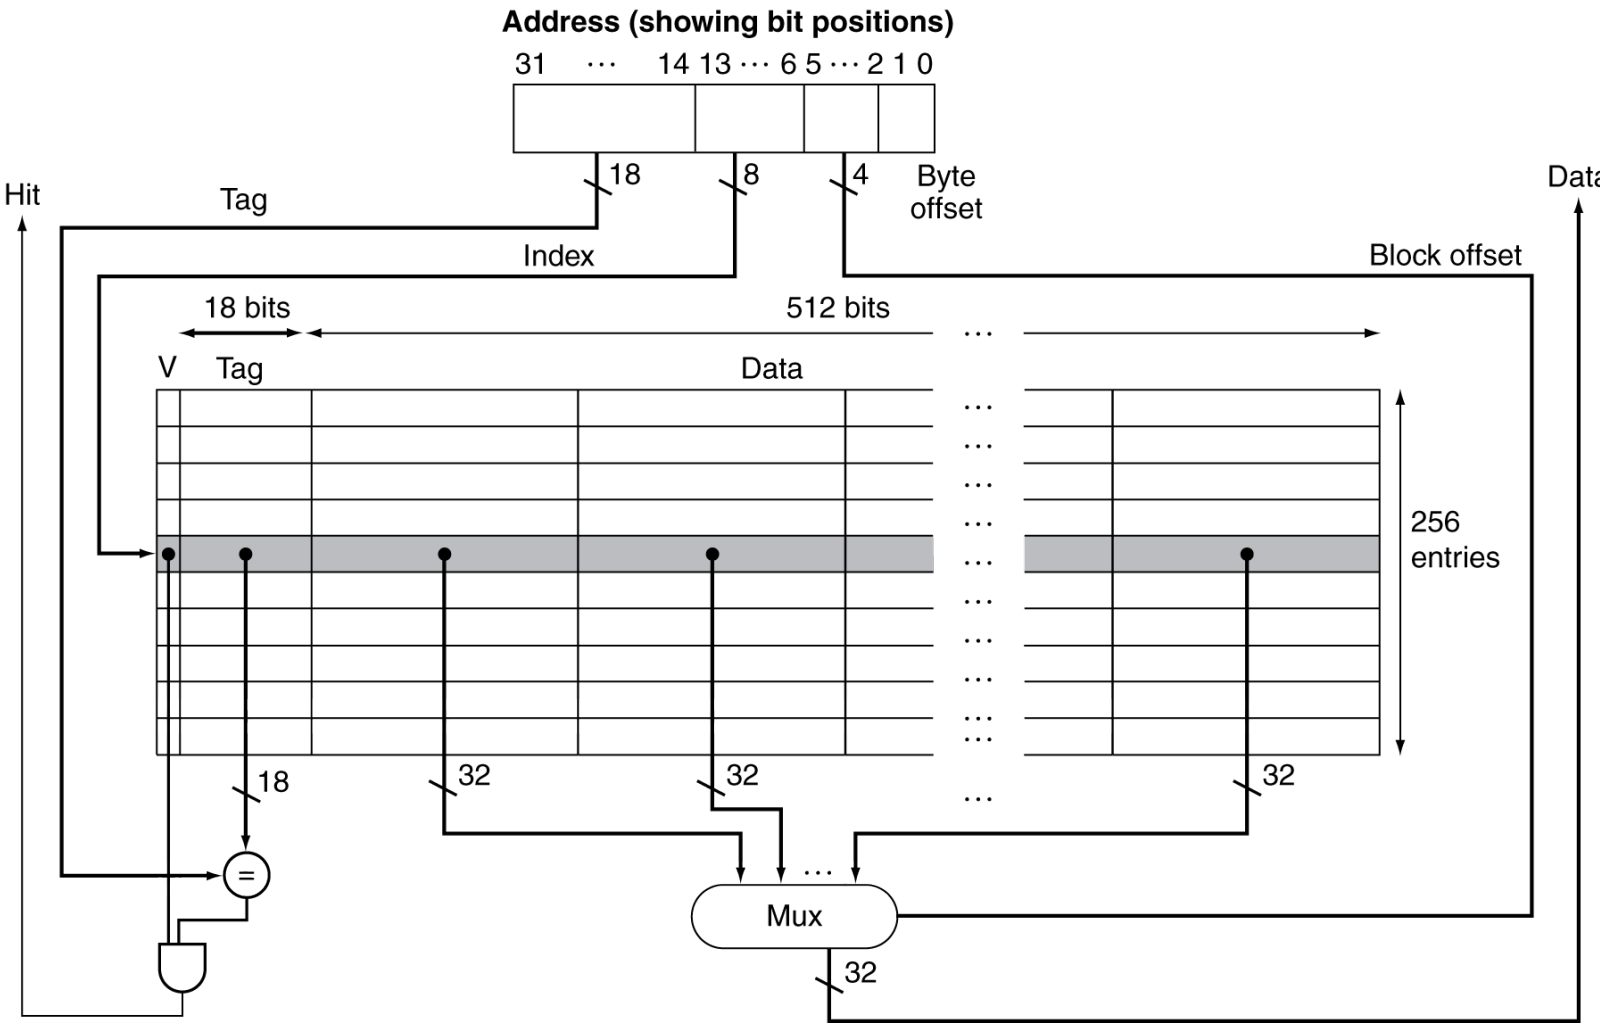 Address (showing bit positions)
31 ... 14 13 ... 6 5 ... 2 1 0
18
8
4
Byte
offset
Hit
Data
Tag
Index
Block offset
18 bits
512 bits
...
V
Tag
Data
...
...
...
...
...
...
...
...
...
...
256
entries
18
32
32
...
32
=
...
Mux
32